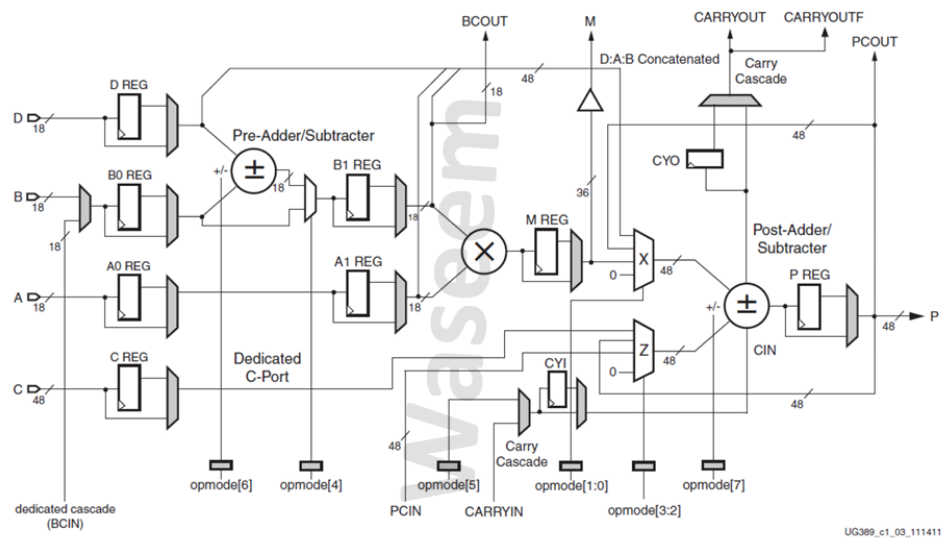 BCOUT
M
CARRYOUT
CARRYOUTF
PCOUT
D:A:B Concatenated
Carry
Cascade
48
18
D REG
D
18
Pre-Adder/Subtracter
+/-
±
18
B1 REG
B0 REG
B
18
18
18
CYO
48
36
M REG
Post-Adder/
Subtracter
P REG
X
0
48
×
A0 REG
A1 REG
A
18
18
+/-
±
CIN
48
P
Z
0
48
C REG
Dedicated
C-Port
C
48
CYI
48
48
Carry
Cascade
opmode[6]
opmode[4]
opmode[5]
opmode[1:0]
opmode[7]
opmode[3:2]
dedicated cascade
(BCIN)
PCIN
CARRYIN
Waseem
UG389_c1_03_111411